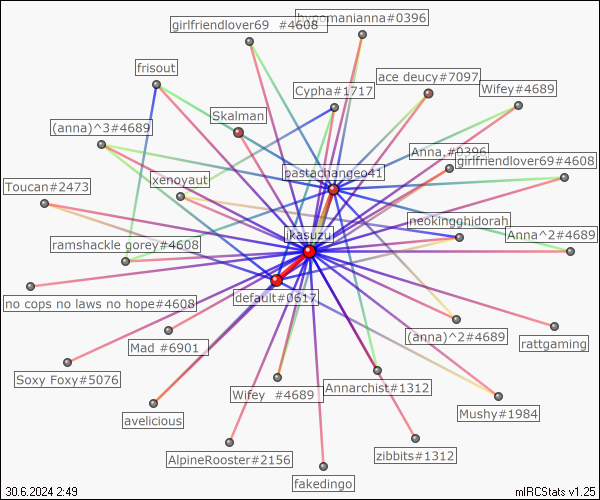 girlfriendlover69 #4608
hypomanianna#0396
frisout
ace deucy#7097
Cypha#1717
Wifey#4689
Skalman
(anna)^3#4689
Anna.#0396
girlfriendlover69#4608
pastachangeo41
xenoyaut
Toucan#2473
neokingghidorah
ikasuzu
Anna^2#4689
ramshackle gorey#4608
no cops no laws no hope#4608
default#0617
(anna)^2#4689
rattgaming
Mad #6901
Soxy Foxy#5076
Wifey #4689
Annarchist#1312
Mushy#1984
avelicious
zibbits#1312
AlpineRooster#2156
fakedingo
30.6.2024 2:49
mIRCStats v1.25